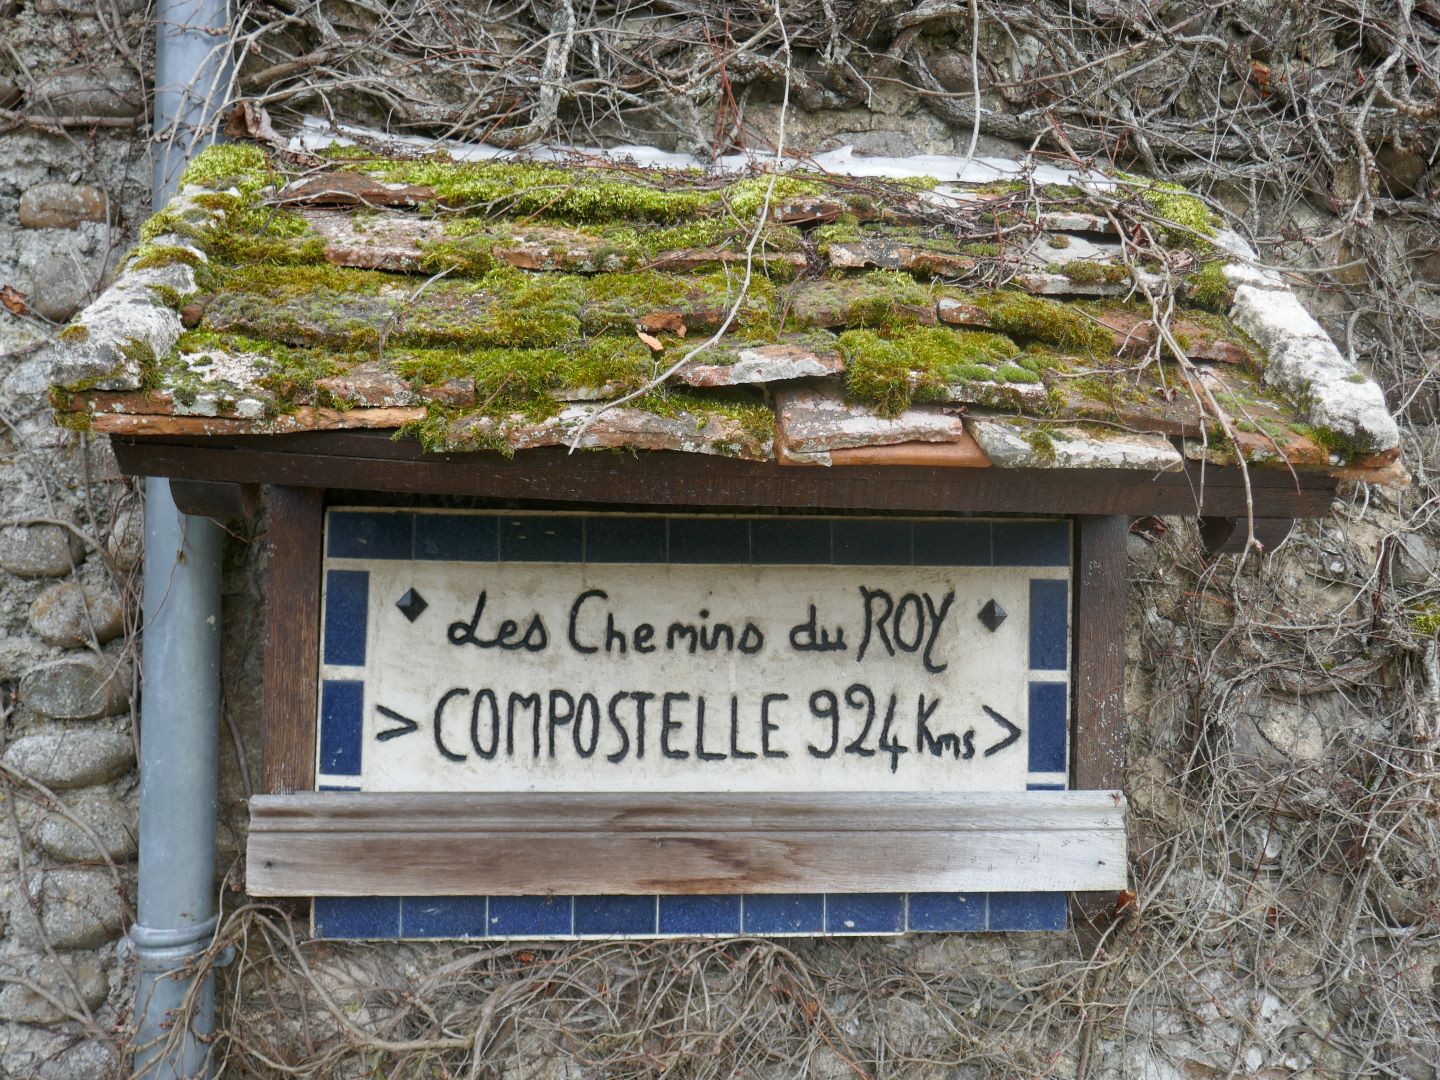 Les Chemins du ROY
> COMPOSTELLE 924 Kms >